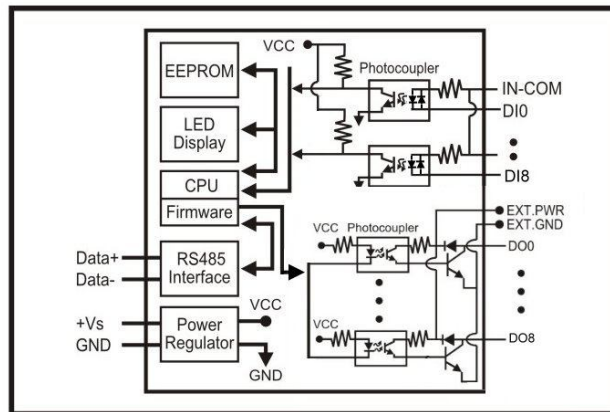 VCC
EEPROM
Photocoupler
IN-COM
DI0
LED
Display
DI8
CPU
Firmware
EXT.PWR
EXT.GND
Photocoupler
VCC
DO0
Data+
Data-
RS485
Interface
VCC
+Vs
GND
Power
Regulator
VCC
DO8
GND